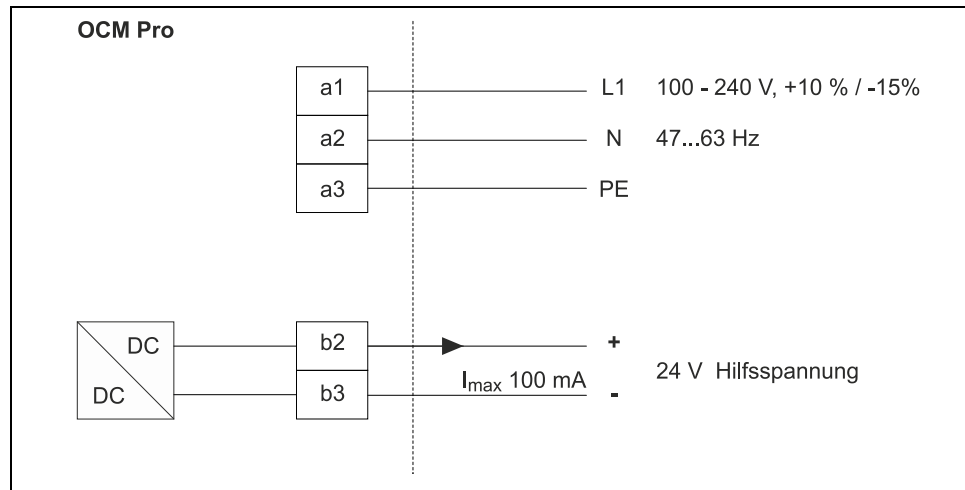 OCM Pro
a1 L1 100 - 240 V, +10 % / -15%
a2 N 47...63 Hz
a3 PE
DC b2 +
I max 100 mA 24 V Hilfsspannung
DC b3 -